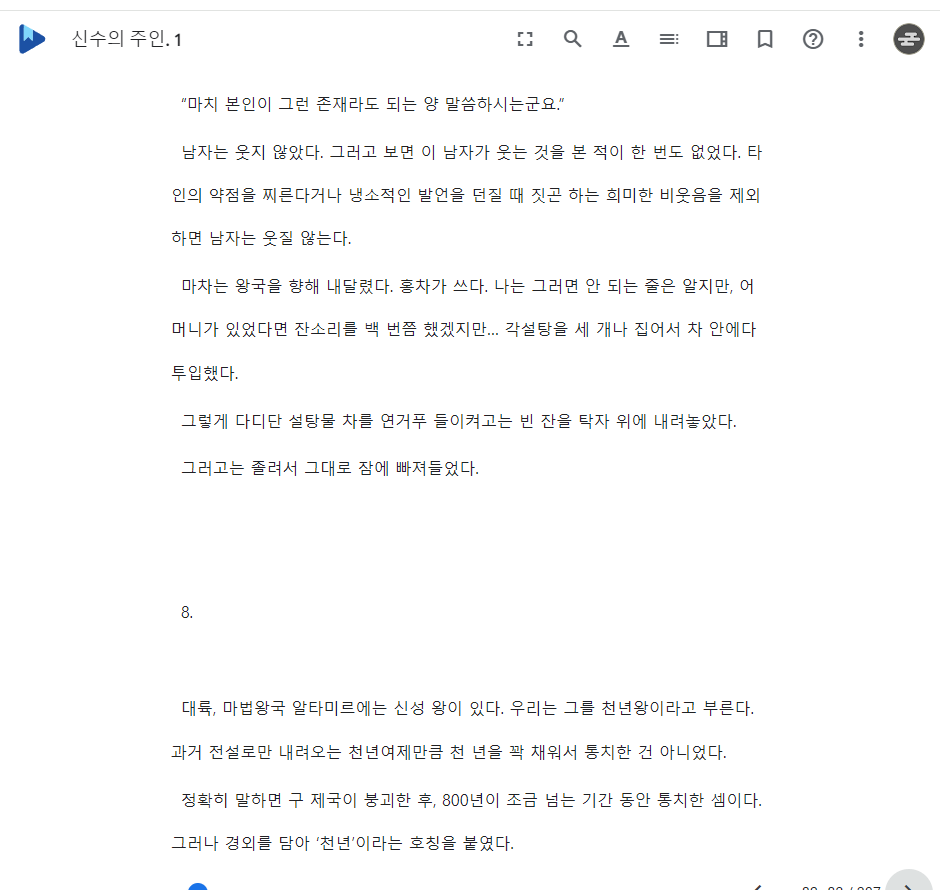 신수의 주인. 1
“마치 본인이 그런 존재라도 되는 양 말씀하시는군요.”
남자는 웃지 않았다. 그러고 보면 이 남자가 웃는 것을 본 적이 한 번도 없었다. 타
인의 약점을 찌른다거나 냉소적인 발언을 던질 때 짓곤 하는 희미한 비웃음을 제외
하면 남자는 웃질 않는다.
마차는 왕국을 향해 내달렸다. 홍차가 쓰다. 나는 그러면 안 되는 줄은 알지만, 어
머니가 있었다면 잔소리를 백 번쯤 했겠지만... 각설탕을 세 개나 집어서 차 안에다
투입했다.
그렇게 다디단 설탕물 차를 연거푸 들이켜고는 빈 잔을 탁자 위에 내려놓았다.
그러고는 졸려서 그대로 잠에 빠져들었다.
8.
대륙, 마법왕국 알타미르에는 신성 왕이 있다. 우리는 그를 천년왕이라고 부른다.
과거 전설로만 내려오는 천년여제만큼 천 년을 꽉 채워서 통치한 건 아니었다.
정확히 말하면 구 제국이 붕괴한 후, 800년이 조금 넘는 기간 동안 통치한 셈이다.
그러나 경외를 담아 ‘천년’이라는 호칭을 붙였다.